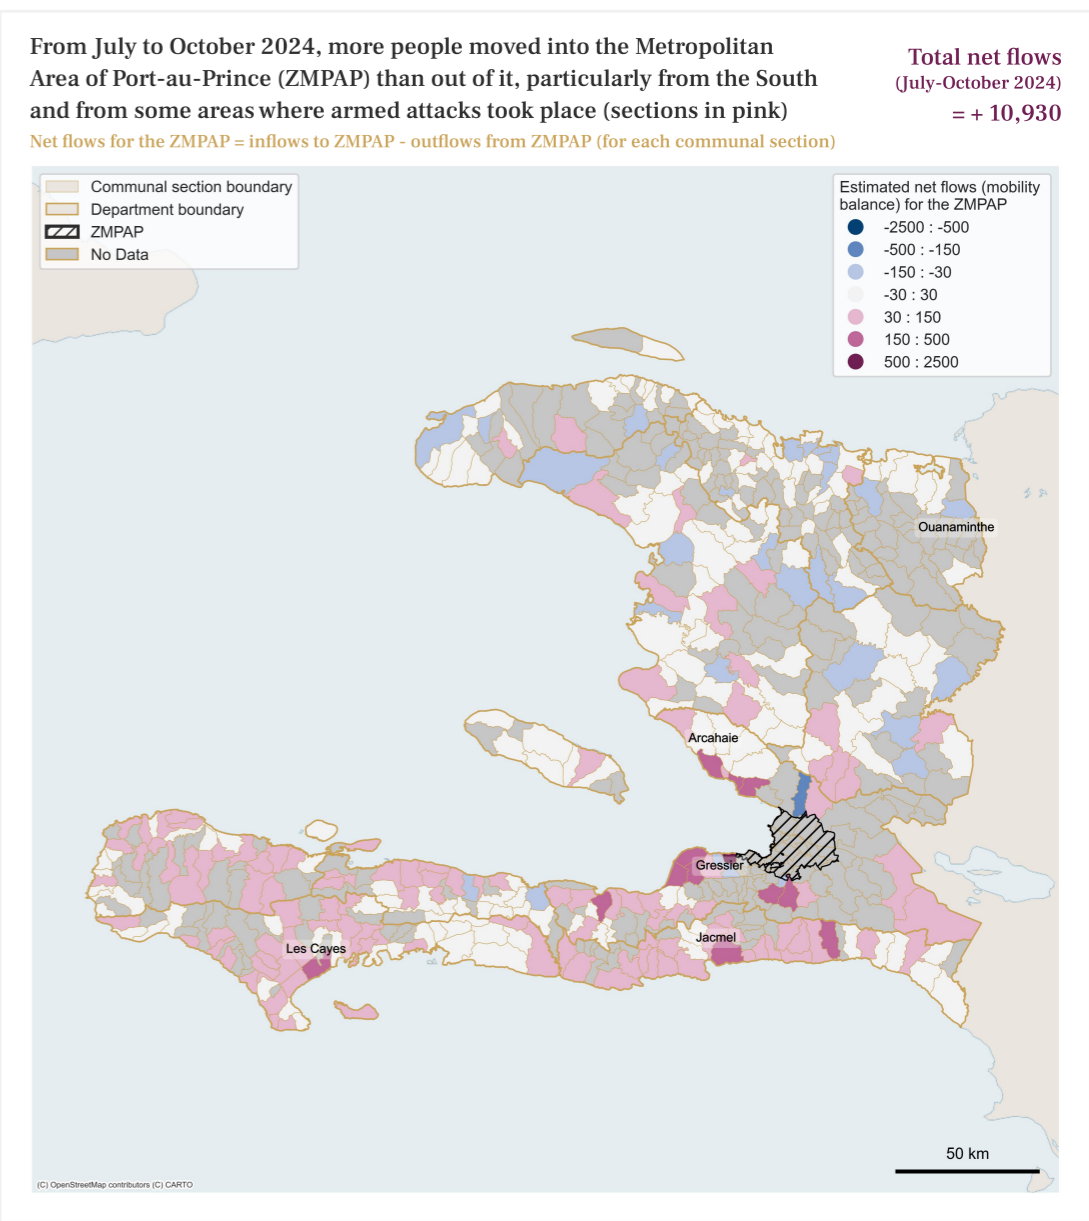 From July to October 2024, more people moved into the Metropolitan
Area of Port-au-Prince (ZMPAP) than out of it, particularly from the South
and from some areas where armed attacks took place (sections in pink)
Net flows for the ZMPAP = inflows to ZMPAP - outflows from ZMPAP (for each communal section)
Total net flows
(July-October 2024)
= + 10,930
Communal section boundary
Department boundary
ZMPAP
No Data
Estimated net flows (mobility
balance) for the ZMPAP
-2500 : -500
-500 : -150
-150 : -30
-30 : 30
30 : 150
150 : 500
500 : 2500
Ouanaminthe
Arcahaie
Gressier
Jacmel
Les Cayes
50 km
(C) OpenStreetMap contributors (C) CARTO